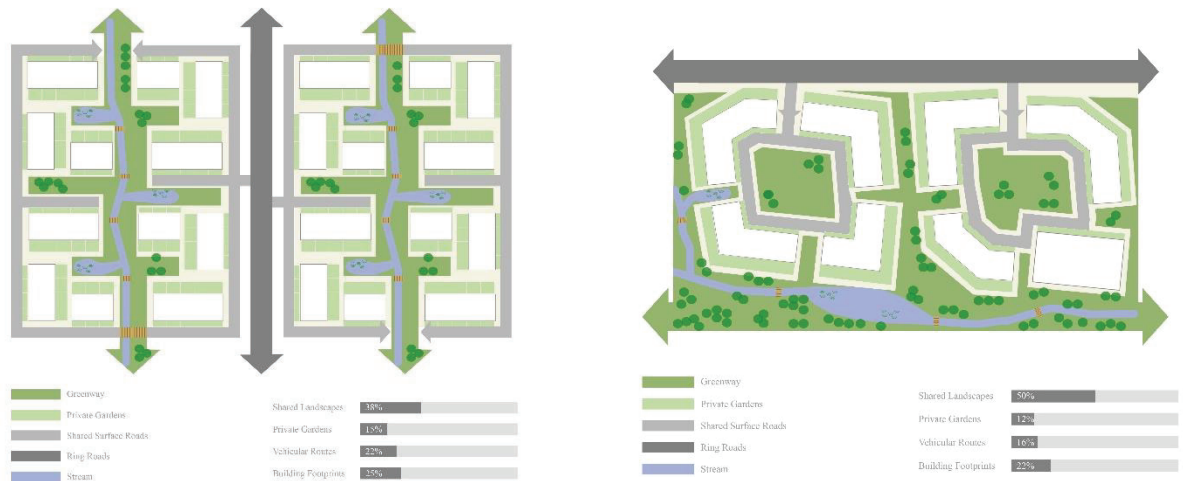 Greenway
Private Gardens
Shared Surface Roads
Ring Roads
Stream
Shared Landscapes 38%
Private Gardens 15%
Vehicular Routes 22%
Building Footprints 25%
Greenway
Private Gardens
Shared Surface Roads
Ring Roads
Stream
Shared Landscapes 50%
Private Gardens 12%
Vehicular Routes 16%
Building Footprints 22%